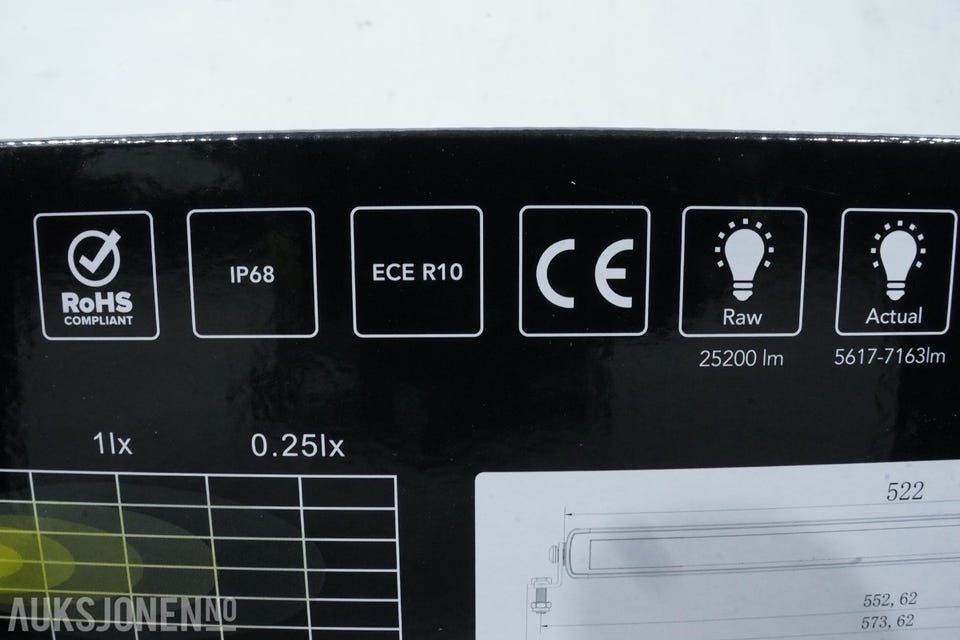 RoHS
COMPLIANT
IP68
ECE R10
CE
Raw
25200 lm
Actual
5617-7163lm
1lx
0.25lx
522
552, 62
573, 62
AUKSJONEN.NO